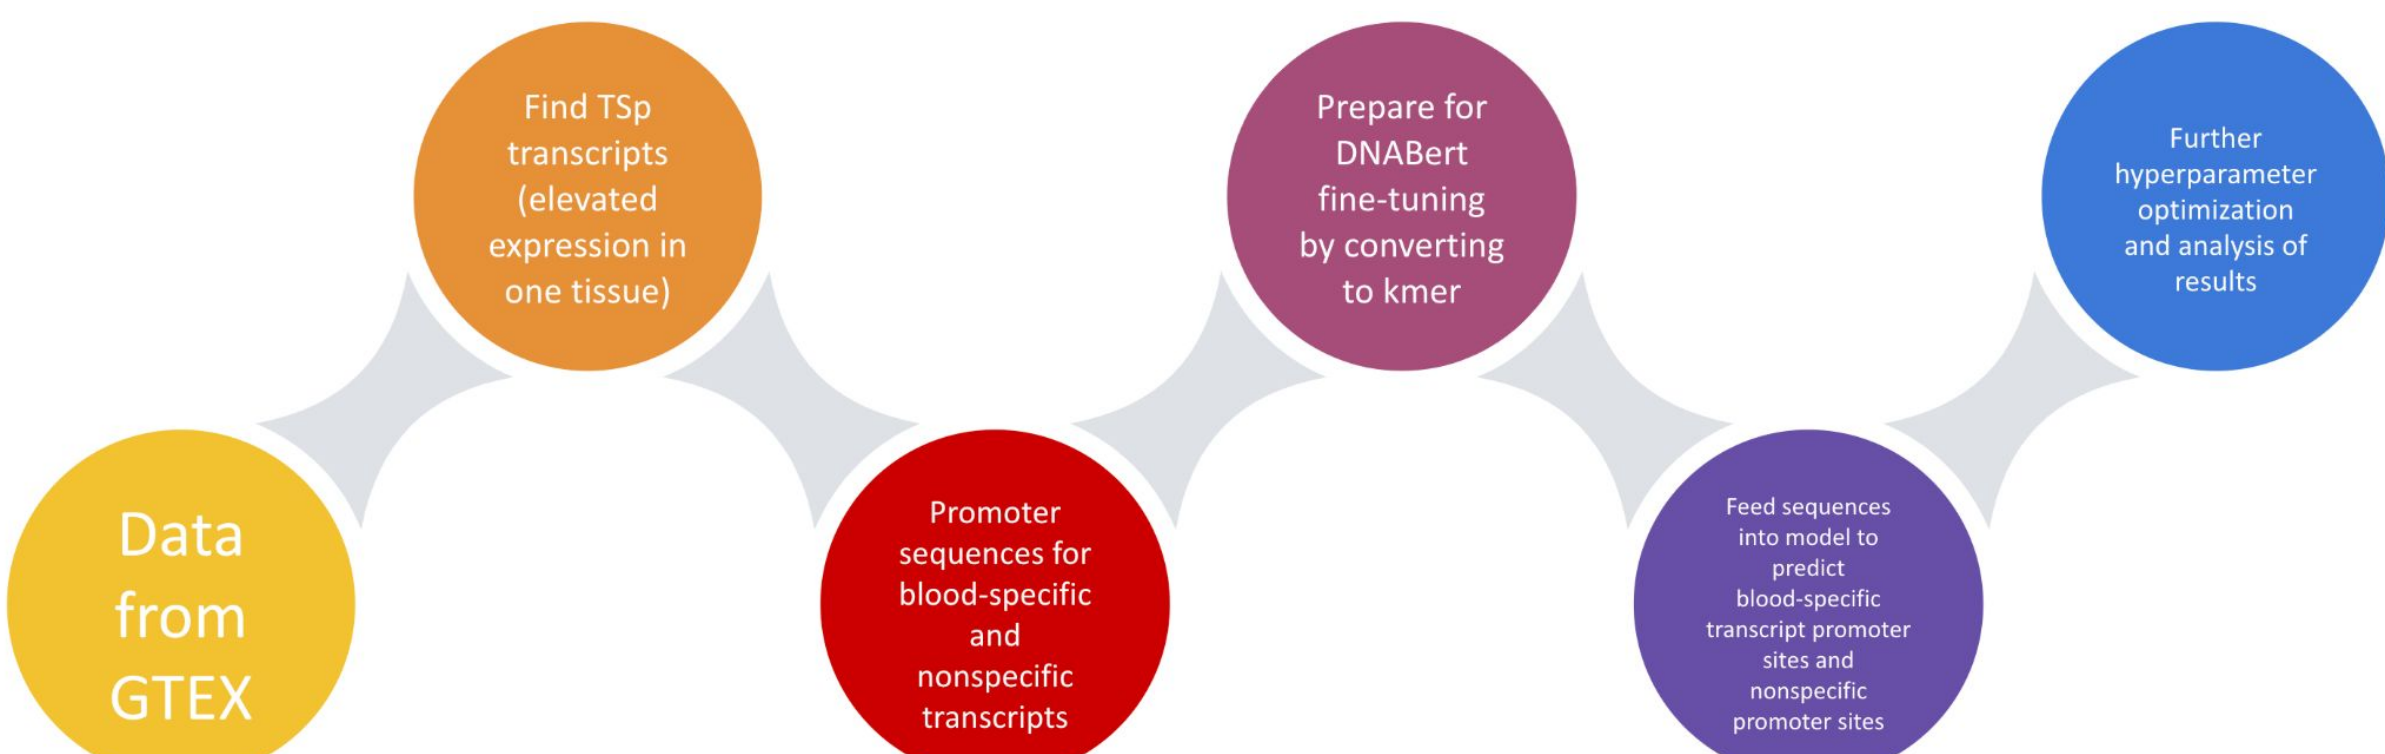 Data
from
GTEX
Find TSp
transcripts
(elevated
expression in
one tissue)
Promoter
sequences for
blood-specific
and
nonspecific
transcripts
Prepare for
DNABert
fine-tuning
by converting
to kmer
Feed sequences
into model to
predict
blood-specific
transcript promoter
sites and
nonspecific
promoter sites
Further
hyperparameter
optimization
and analysis of
results